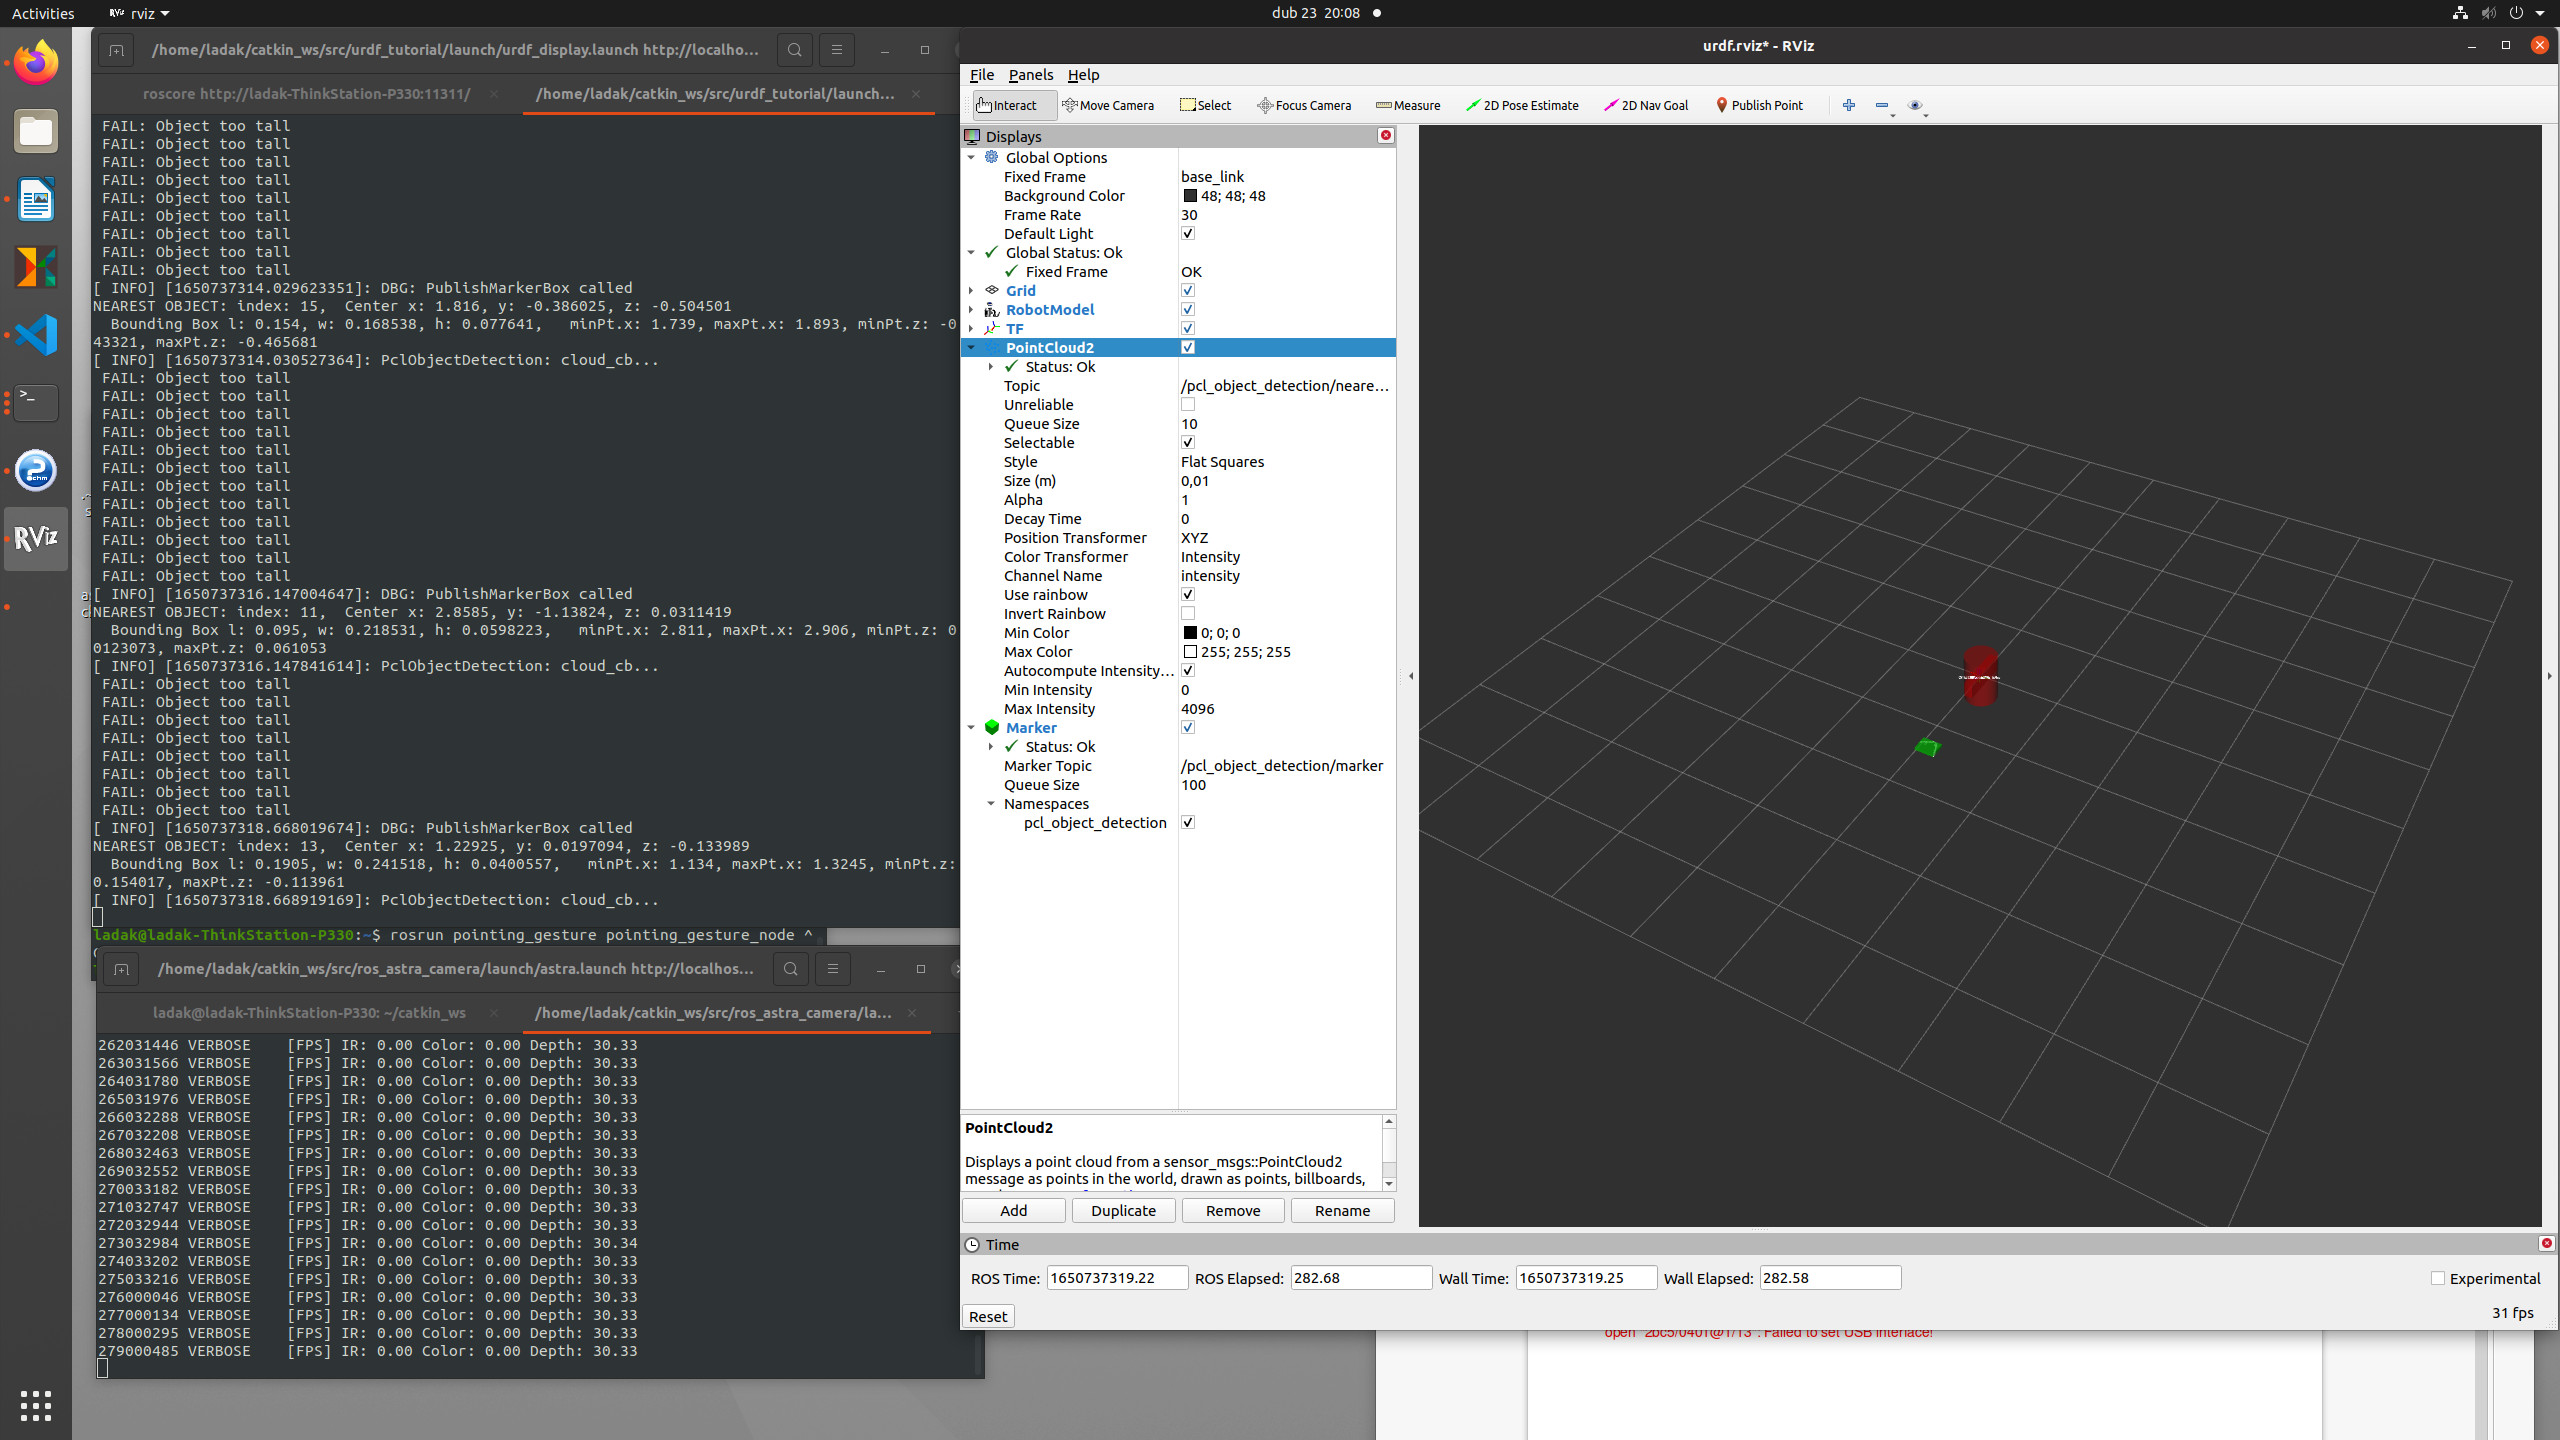 Activities
rviz
dub 23 20:08
/home/ladak/catkin_ws/src/urdf_tutorial/launch/urdf_display.launch http://localho...
roscore http://ladak-ThinkStation-P330:11311/
/home/ladak/catkin_ws/src/urdf_tutorial/launch...
FAIL: Object too tall
FAIL: Object too tall
FAIL: Object too tall
FAIL: Object too tall
FAIL: Object too tall
FAIL: Object too tall
FAIL: Object too tall
FAIL: Object too tall
FAIL: Object too tall
[ INFO] [1650737314.029623351]: DBG: PublishMarkerBox called
NEAREST OBJECT: index: 15,  Center x: 1.816, y: -0.386025, z: -0.504501
Bounding Box l: 0.154, w: 0.168538, h: 0.077641,   minPt.x: 1.739, maxPt.x: 1.893, minPt.z: -0
43321, maxPt.z: -0.465681
[ INFO] [1650737314.030527364]: PclObjectDetection: cloud_cb...
FAIL: Object too tall
FAIL: Object too tall
FAIL: Object too tall
FAIL: Object too tall
FAIL: Object too tall
FAIL: Object too tall
FAIL: Object too tall
FAIL: Object too tall
FAIL: Object too tall
FAIL: Object too tall
FAIL: Object too tall
FAIL: Object too tall
[ INFO] [1650737316.147004647]: DBG: PublishMarkerBox called
NEAREST OBJECT: index: 11,  Center x: 2.8585, y: -1.13824, z: 0.0311419
Bounding Box l: 0.095, w: 0.218531, h: 0.0598223,   minPt.x: 2.811, maxPt.x: 2.906, minPt.z: 0
0123073, maxPt.z: 0.061053
[ INFO] [1650737316.147841614]: PclObjectDetection: cloud_cb...
FAIL: Object too tall
FAIL: Object too tall
FAIL: Object too tall
FAIL: Object too tall
FAIL: Object too tall
FAIL: Object too tall
FAIL: Object too tall
FAIL: Object too tall
[ INFO] [1650737318.668019674]: DBG: PublishMarkerBox called
NEAREST OBJECT: index: 13,  Center x: 1.22925, y: 0.0197094, z: -0.133989
Bounding Box l: 0.1905, w: 0.241518, h: 0.0400557,   minPt.x: 1.134, maxPt.x: 1.3245, minPt.z:
0.154017, maxPt.z: -0.113961
[ INFO] [1650737318.668919169]: PclObjectDetection: cloud_cb...
ladak@ladak-ThinkStation-P330:~$ rosrun pointing_gesture pointing_gesture_node ^
/home/ladak/catkin_ws/src/ros_astra_camera/launch/astra.launch http://localhos...
ladak@ladak-ThinkStation-P330: ~/catkin_ws
/home/ladak/catkin_ws/src/ros_astra_camera/la...
262031446 VERBOSE    [FPS] IR: 0.00 Color: 0.00 Depth: 30.33
263031566 VERBOSE    [FPS] IR: 0.00 Color: 0.00 Depth: 30.33
264031780 VERBOSE    [FPS] IR: 0.00 Color: 0.00 Depth: 30.33
265031976 VERBOSE    [FPS] IR: 0.00 Color: 0.00 Depth: 30.33
266032288 VERBOSE    [FPS] IR: 0.00 Color: 0.00 Depth: 30.33
267032208 VERBOSE    [FPS] IR: 0.00 Color: 0.00 Depth: 30.33
268032463 VERBOSE    [FPS] IR: 0.00 Color: 0.00 Depth: 30.33
269032552 VERBOSE    [FPS] IR: 0.00 Color: 0.00 Depth: 30.33
270033182 VERBOSE    [FPS] IR: 0.00 Color: 0.00 Depth: 30.33
271032747 VERBOSE    [FPS] IR: 0.00 Color: 0.00 Depth: 30.33
272032944 VERBOSE    [FPS] IR: 0.00 Color: 0.00 Depth: 30.33
273032984 VERBOSE    [FPS] IR: 0.00 Color: 0.00 Depth: 30.34
274033202 VERBOSE    [FPS] IR: 0.00 Color: 0.00 Depth: 30.33
275033216 VERBOSE    [FPS] IR: 0.00 Color: 0.00 Depth: 30.33
276000046 VERBOSE    [FPS] IR: 0.00 Color: 0.00 Depth: 30.33
277000134 VERBOSE    [FPS] IR: 0.00 Color: 0.00 Depth: 30.33
278000295 VERBOSE    [FPS] IR: 0.00 Color: 0.00 Depth: 30.33
279000485 VERBOSE    [FPS] IR: 0.00 Color: 0.00 Depth: 30.33
urdf.rviz* - RViz
File Panels Help
Interact Move Camera Select Focus Camera Measure 2D Pose Estimate 2D Nav Goal Publish Point
Displays
Global Options
Fixed Frame base_link
Background Color 48; 48; 48
Frame Rate 30
Default Light
Global Status: Ok
Fixed Frame OK
Grid
RobotModel
TF
PointCloud2
Status: Ok
Topic /pcl_object_detection/neare...
Unreliable
Queue Size 10
Selectable
Style Flat Squares
Size (m) 0,01
Alpha 1
Decay Time 0
Position Transformer XYZ
Color Transformer Intensity
Channel Name intensity
Use rainbow
Invert Rainbow
Min Color 0; 0; 0
Max Color 255; 255; 255
Autocompute Intensity...
Min Intensity 0
Max Intensity 4096
Marker
Status: Ok
Marker Topic /pcl_object_detection/marker
Queue Size 100
Namespaces
pcl_object_detection
PointCloud2
Displays a point cloud from a sensor_msgs::PointCloud2
message as points in the world, drawn as points, billboards,
Add Duplicate Remove Rename
Time
ROS Time: 1650737319.22 ROS Elapsed: 282.68 Wall Time: 1650737319.25 Wall Elapsed: 282.58 Experimental
Reset
31 fps
open "2bc5/0401@1/13": Failed to set USB interface!
RViz
.chm